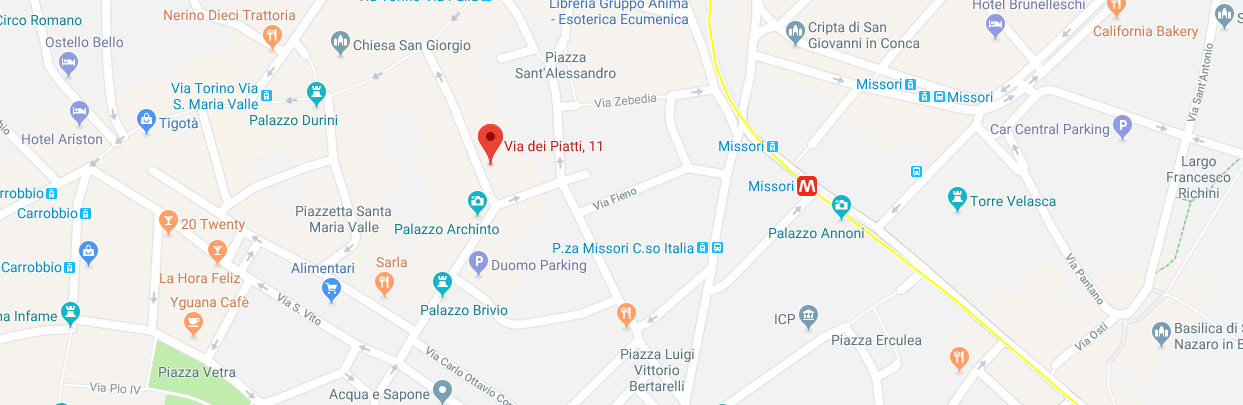 Libreria Gruppo Anima
- Esoterica Ecumenica
Hotel Brunelleschi
Circo Romano
Nerino Dieci Trattoria
Cripta di San
Giovanni in Conca
California Bakery
Ostello Bello
Chiesa San Giorgio
Piazza
Sant'Alessandro
Via Sant'Antonio
Via Torino Via
S. Maria Valle
Missori
Missori
Via Zebedia
Palazzo Durini
Tigotà
Hotel Ariston
Car Central Parking
P
Via dei Piatti, 11
Missori
Largo
Francesco
Richini
Missori
M
Carrobbio
Via Fieno
Torre Velasca
Piazzetta Santa
Maria Valle
20 Twenty
Palazzo Archinto
Palazzo Annoni
P.za Missori C.so Italia
Carrobbio
Alimentari
Sarla
P
Duomo Parking
La Hora Feliz
Via Pantano
Yguana Cafè
Via S. Vito
Palazzo Brivio
ICP
Piazza Erculea
Via Osti
Basilica di S
Nazaro in B
Infame
Piazza Luigi
Vittorio
Bertarelli
Via Carlo Ottavio
Piazza Vetra
Via Pio IV
Acqua e Sapone